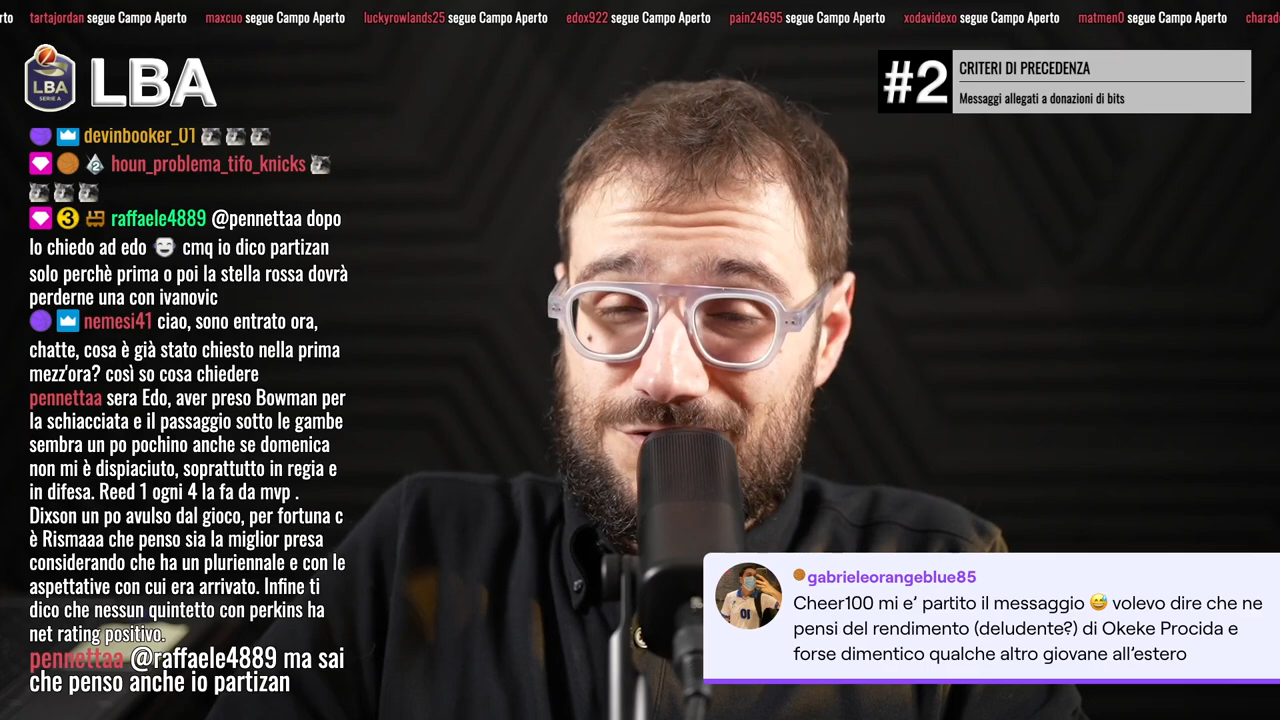 erto tartajordan segue Campo Aperto maxcuo segue Campo Aperto luckyrowlands25 segue Campo Aperto edox922 segue Campo Aperto pain24695 segue Campo Aperto xodavidexo segue Campo Aperto matmen0 segue Campo Aperto charad
LBA
SERIE A
LBA
#2
CRITERI DI PRECEDENZA
Messaggi allegati a donazioni di bits
devinbooker_01
2 houn_problema_tifo_knicks
3 raffaele4889 @pennettaa dopo
lo chiedo ad edo 😂 cmq io dico partizan
solo perchè prima o poi la stella rossa dovrà
perderne una con ivanovic
nemesi41 ciao, sono entrato ora,
chatte, cosa è già stato chiesto nella prima
mezz'ora? così so cosa chiedere
pennettaa sera Edo, aver preso Bowman per
la schiacciata e il passaggio sotto le gambe
sembra un po pochino anche se domenica
non mi è dispiaciuto, soprattutto in regia e
in difesa. Reed 1 ogni 4 la fa da mvp .
Dixson un po avulso dal gioco, per fortuna c
è Rismaaa che penso sia la miglior presa
considerando che ha un pluriennale e con le
aspettative con cui era arrivato. Infine ti
dico che nessun quintetto con perkins ha
net rating positivo.
pennettaa @raffaele4889 ma sai
che penso anche io partizan
gabrieleorangeblue85
Cheer100 mi e’ partito il messaggio 😅 volevo dire che ne
pensi del rendimento (deludente?) di Okeke Procida e
forse dimentico qualche altro giovane all’estero